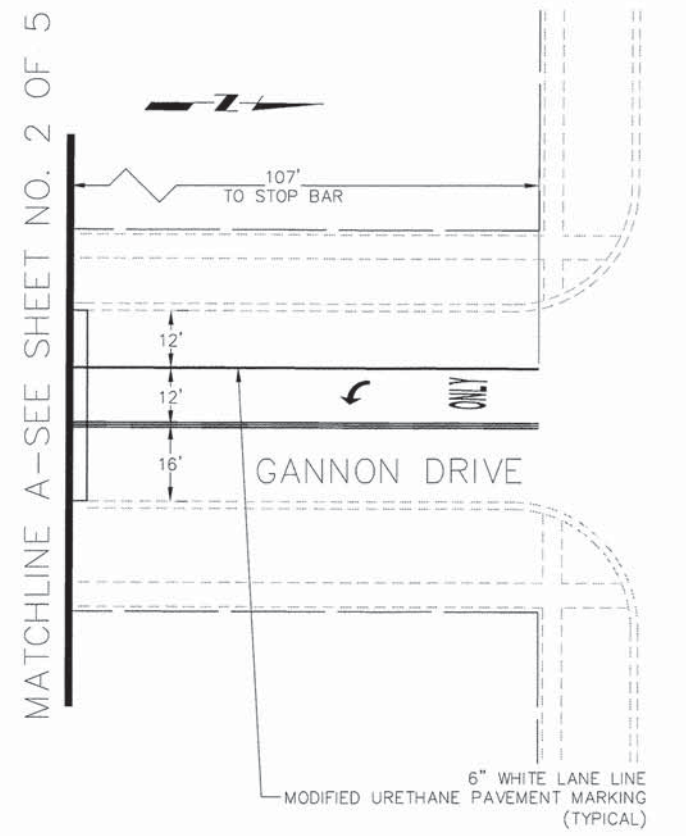 MATCHLINE A-SEE SHEET NO. 2 OF 5
Z
107'
TO STOP BAR
12'
12'
16'
ONLY
GANNON DRIVE
6" WHITE LANE LINE
MODIFIED URETHANE PAVEMENT MARKING
(TYPICAL)